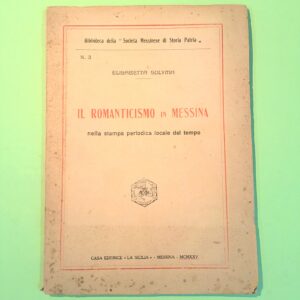 Biblioteca della "Società Messinese di Storia Patria"
N. 3
ELISABETTA
IL ROMANTICISMO IN MESSINA
nella stampa periodica locale del tempo
CASA EDITRICE «LA SICILIA» - MESSINA - MCMXXV